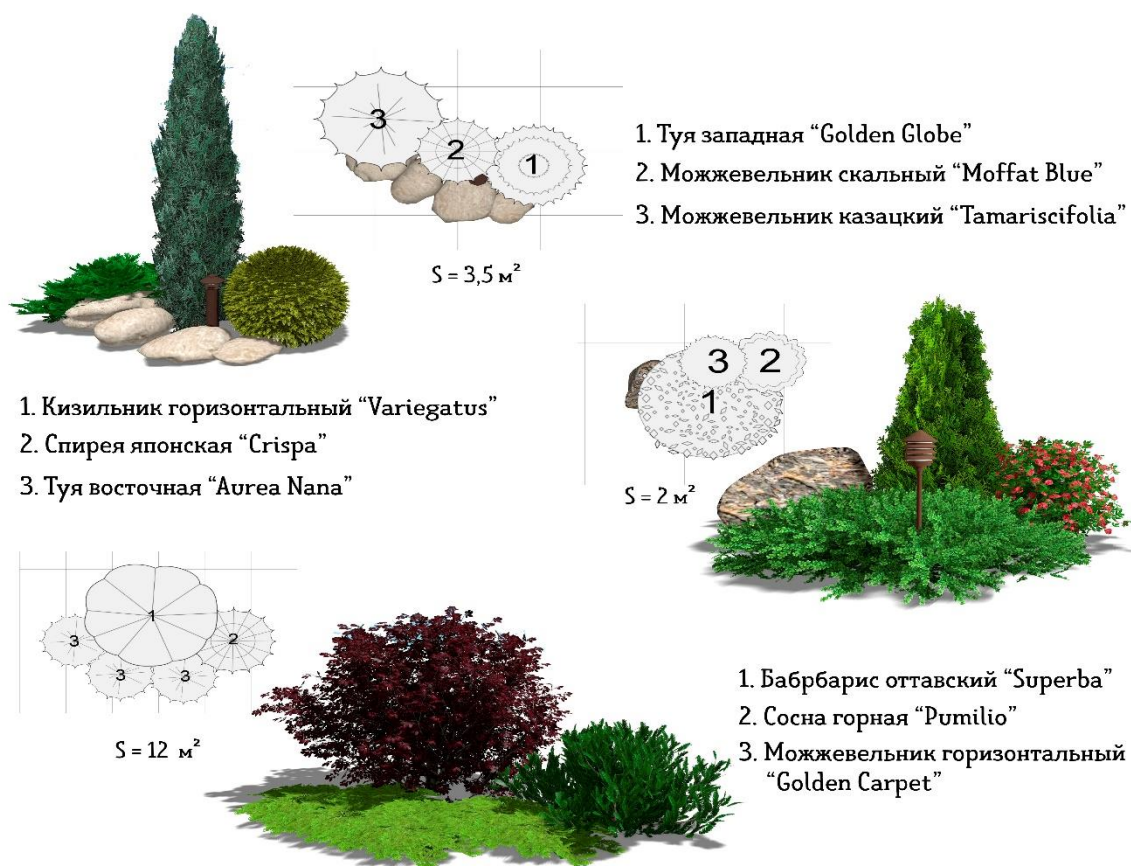 3
2
1
1. Туя западная “Golden Globe”
2. Можжевельник скальный “Moffat Blue”
3. Можжевельник казацкий “Tamariscifolia”
S = 3,5 м²
3
2
1
1. Кизильник горизонтальный “Variegatus”
2. Спирея японская “Crispa”
3. Туя восточная “Aurea Nana”
S = 2 м²
1
3
2
3
3
S = 12 м²
1. Бабрбарис оттавский “Superba”
2. Сосна горная “Pumilio”
3. Можжевельник горизонтальный
“Golden Carpet”